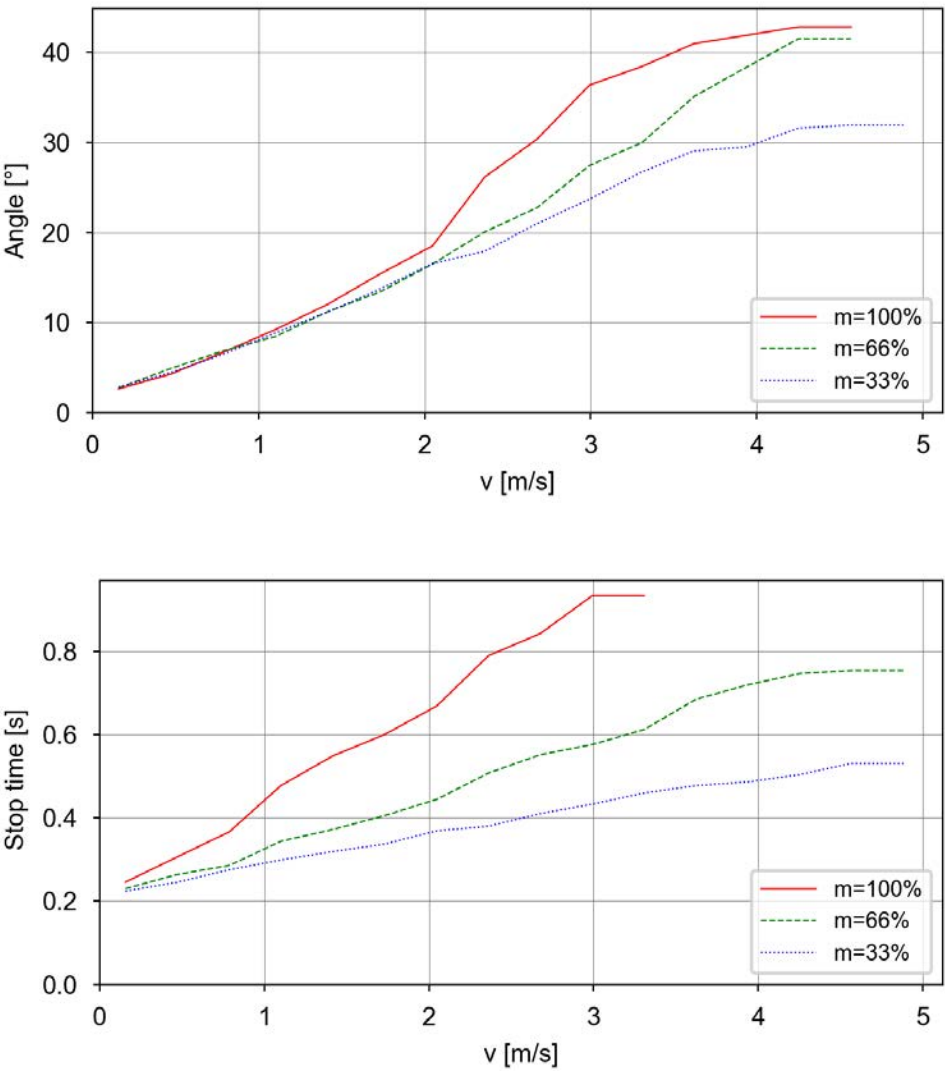 40
30
20
10
0
Angle [°]
0 1 2 3 4 5
v [m/s]
m=100%
m=66%
m=33%
0.8
0.6
0.4
0.2
0.0
Stop time [s]
0 1 2 3 4 5
v [m/s]
m=100%
m=66%
m=33%